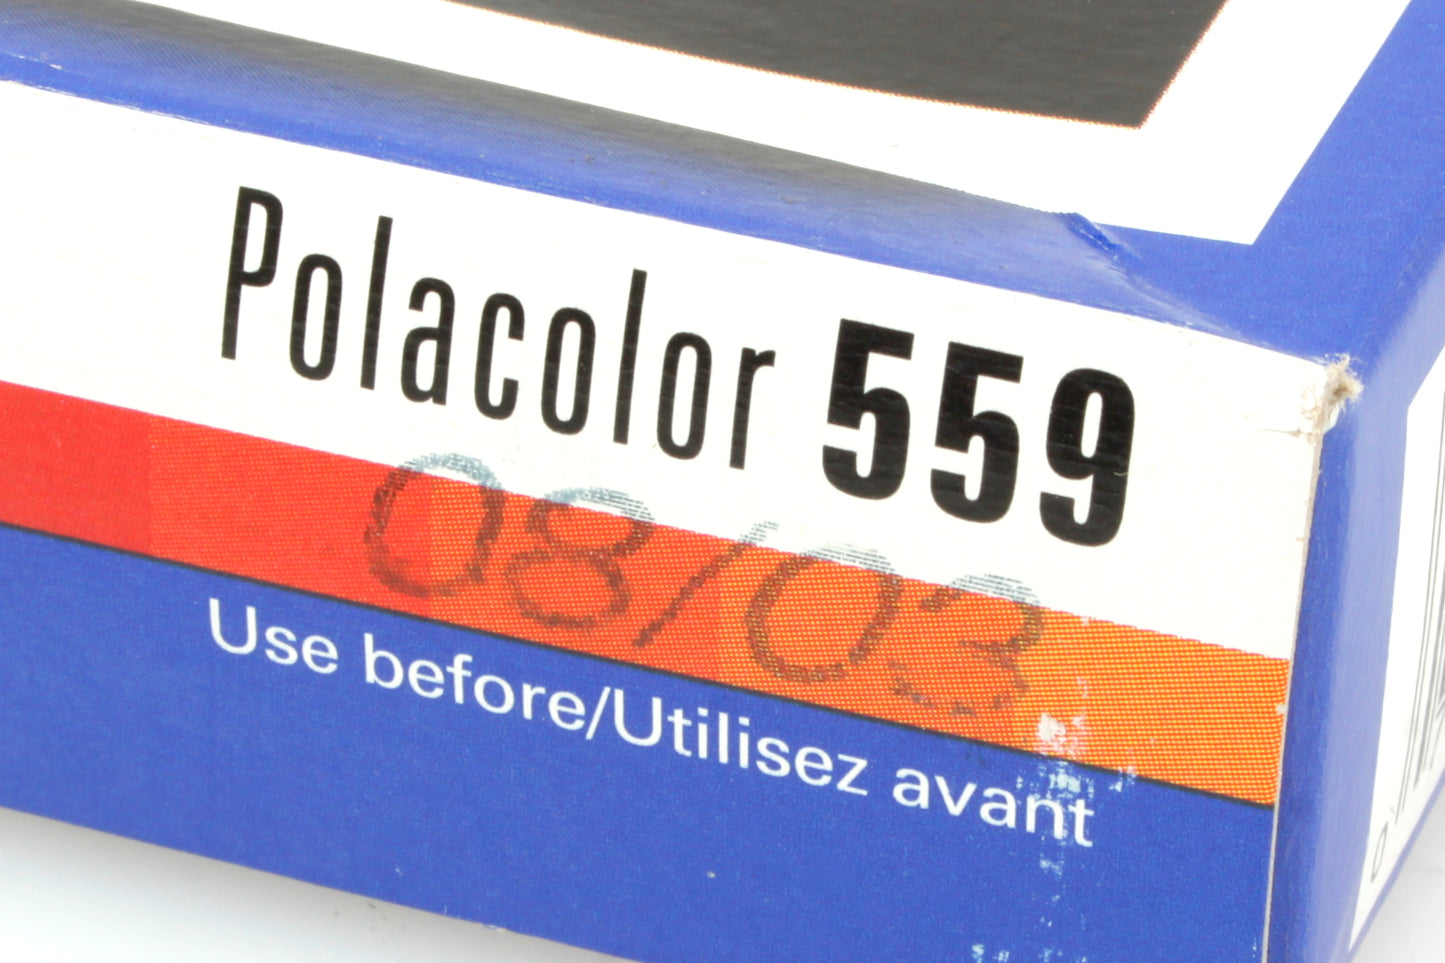 Polacolor 559
08/03
Use before/Utilisez avant